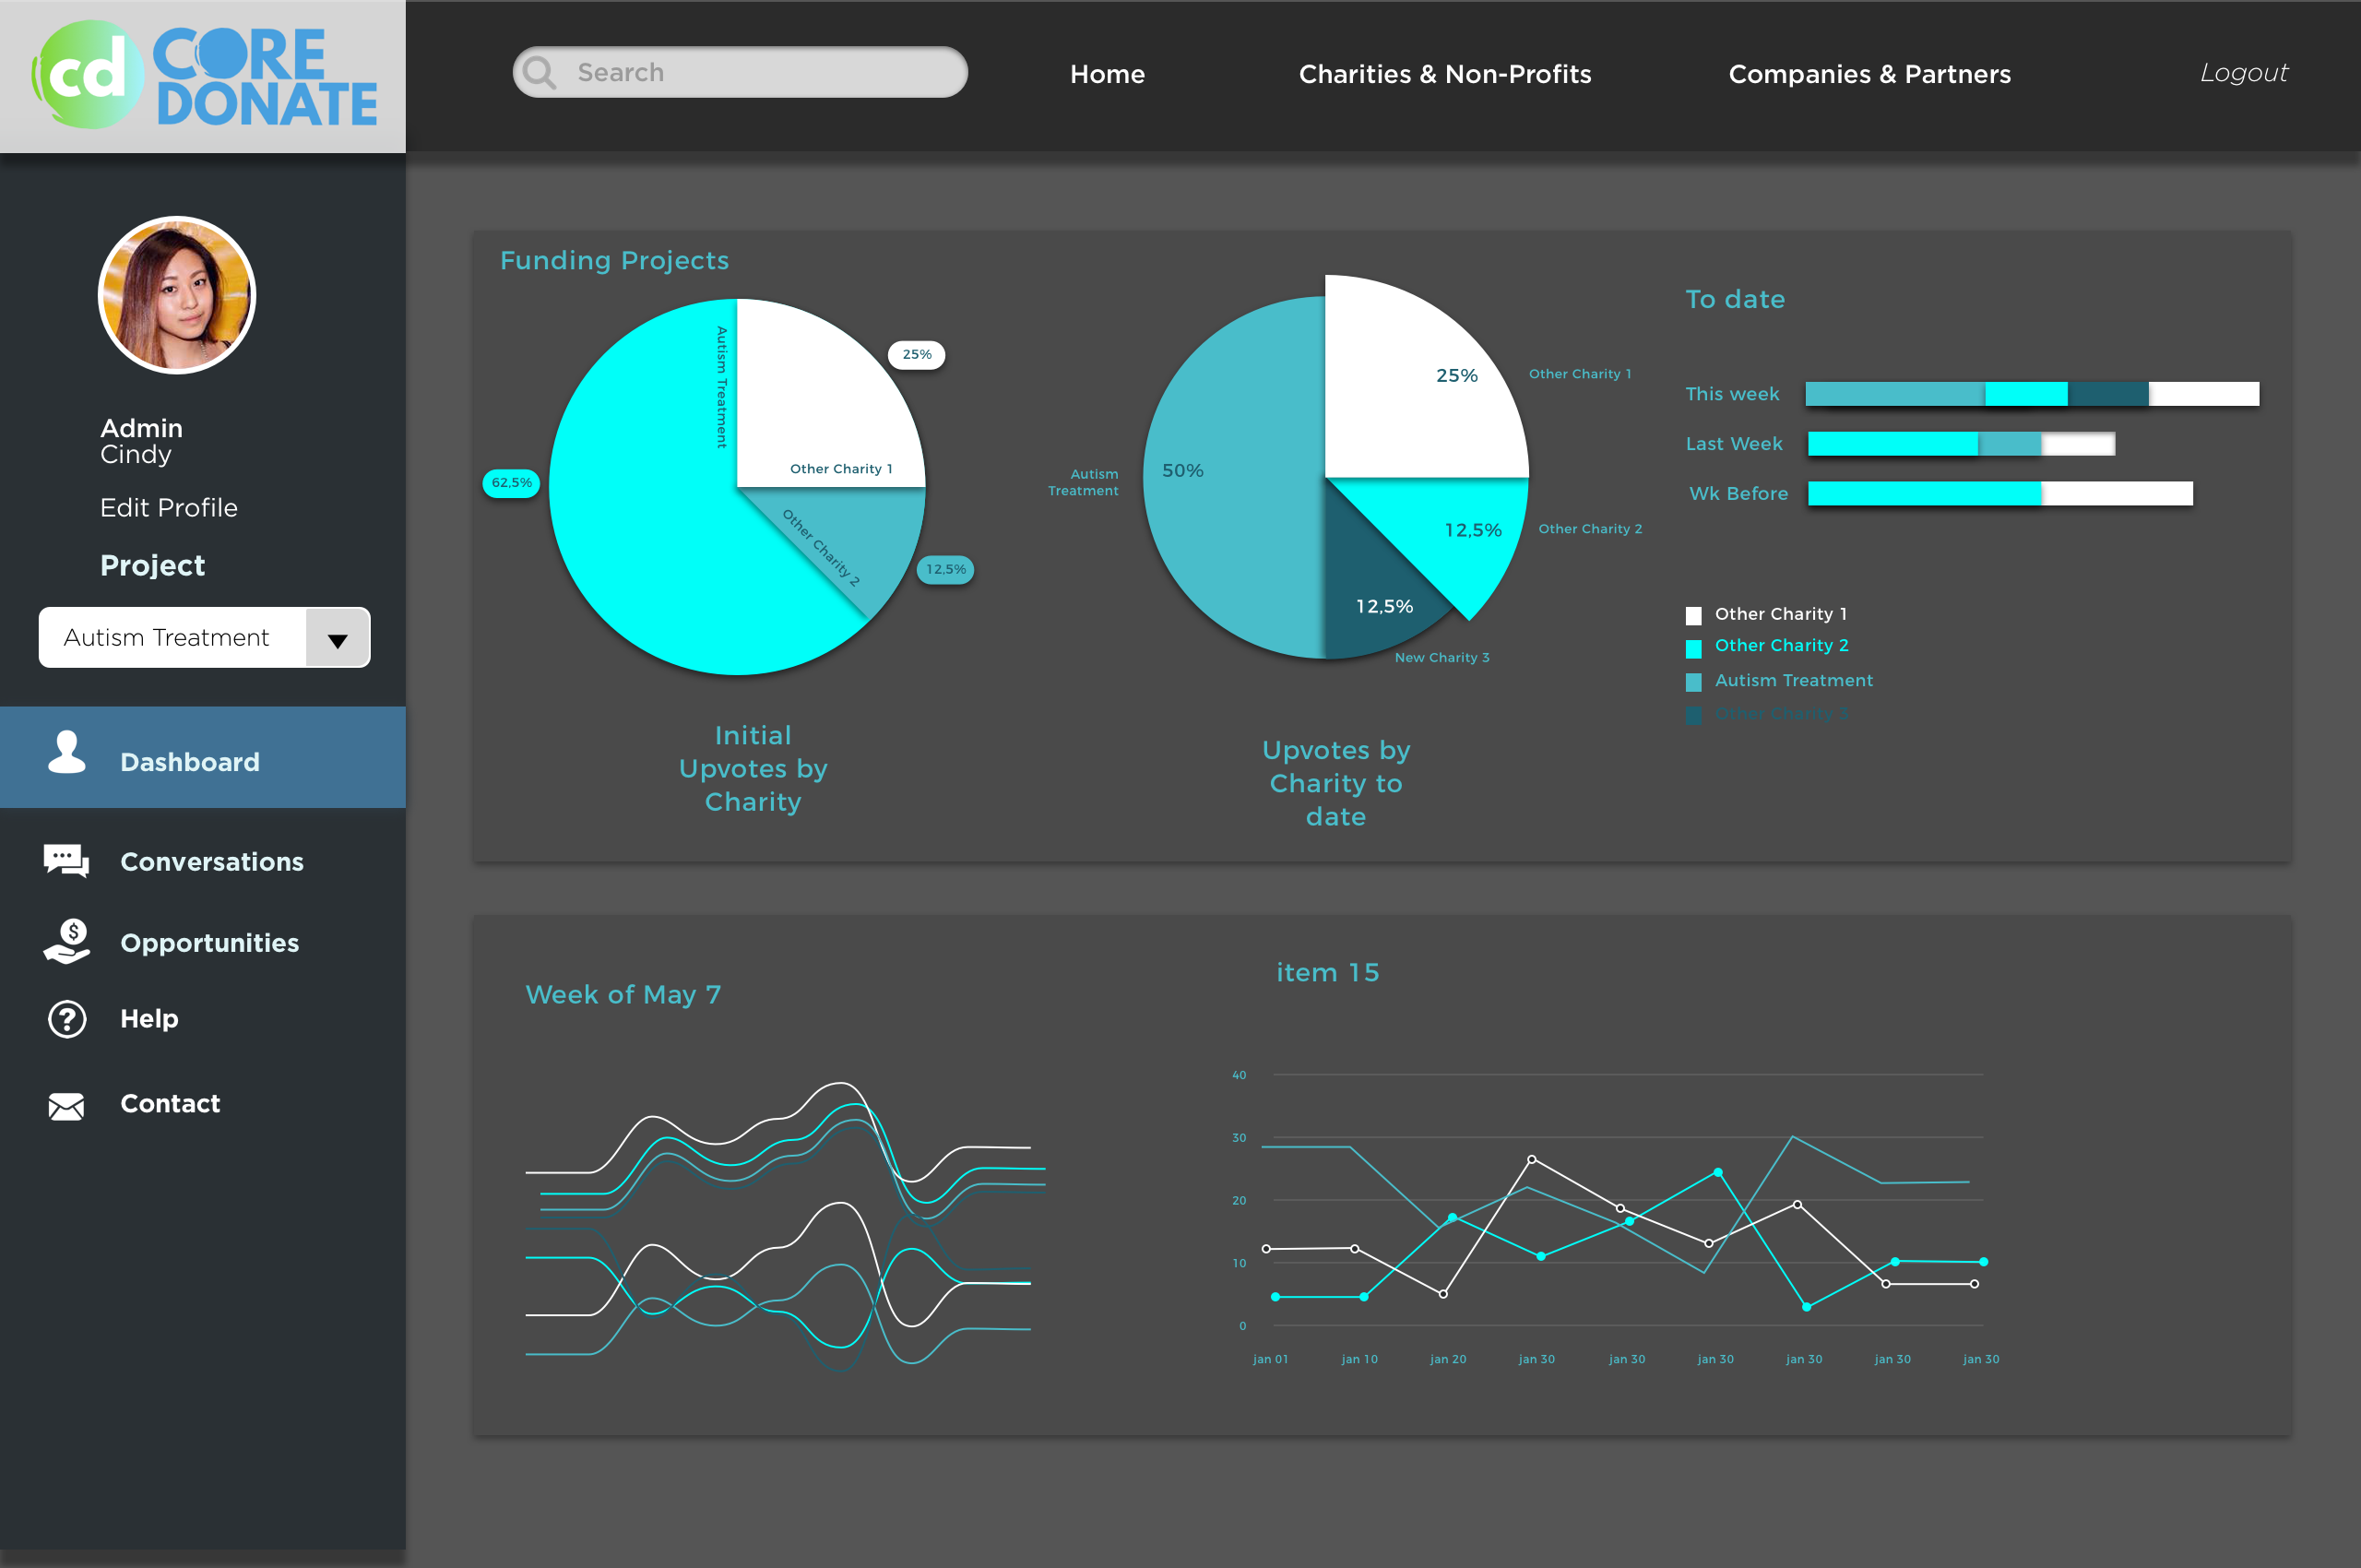 cd CORE
DONATE
Search
Home
Charities & Non-Profits
Companies & Partners
Logout
Admin
Cindy
Edit Profile
Project
Autism Treatment
Dashboard
Conversations
$
Opportunities
?
Help
Contact
Funding Projects
Autism Treatment
25%
Other Charity 1
62,5%
Other Charity 2
12,5%
Initial
Upvotes by
Charity
25%
Other Charity 1
Autism
Treatment
50%
12,5%
Other Charity 2
12,5%
New Charity 3
Upvotes by
Charity to
date
To date
This week
Last Week
Wk Before
Other Charity 1
Other Charity 2
Autism Treatment
Other Charity 3
Week of May 7
item 15
40
30
20
10
0
jan 01
jan 10
jan 20
jan 30
jan 30
jan 30
jan 30
jan 30
jan 30